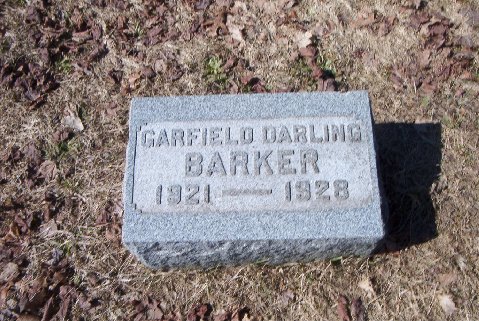 GARFIELD DARLING
BARKER
1921 — 1928